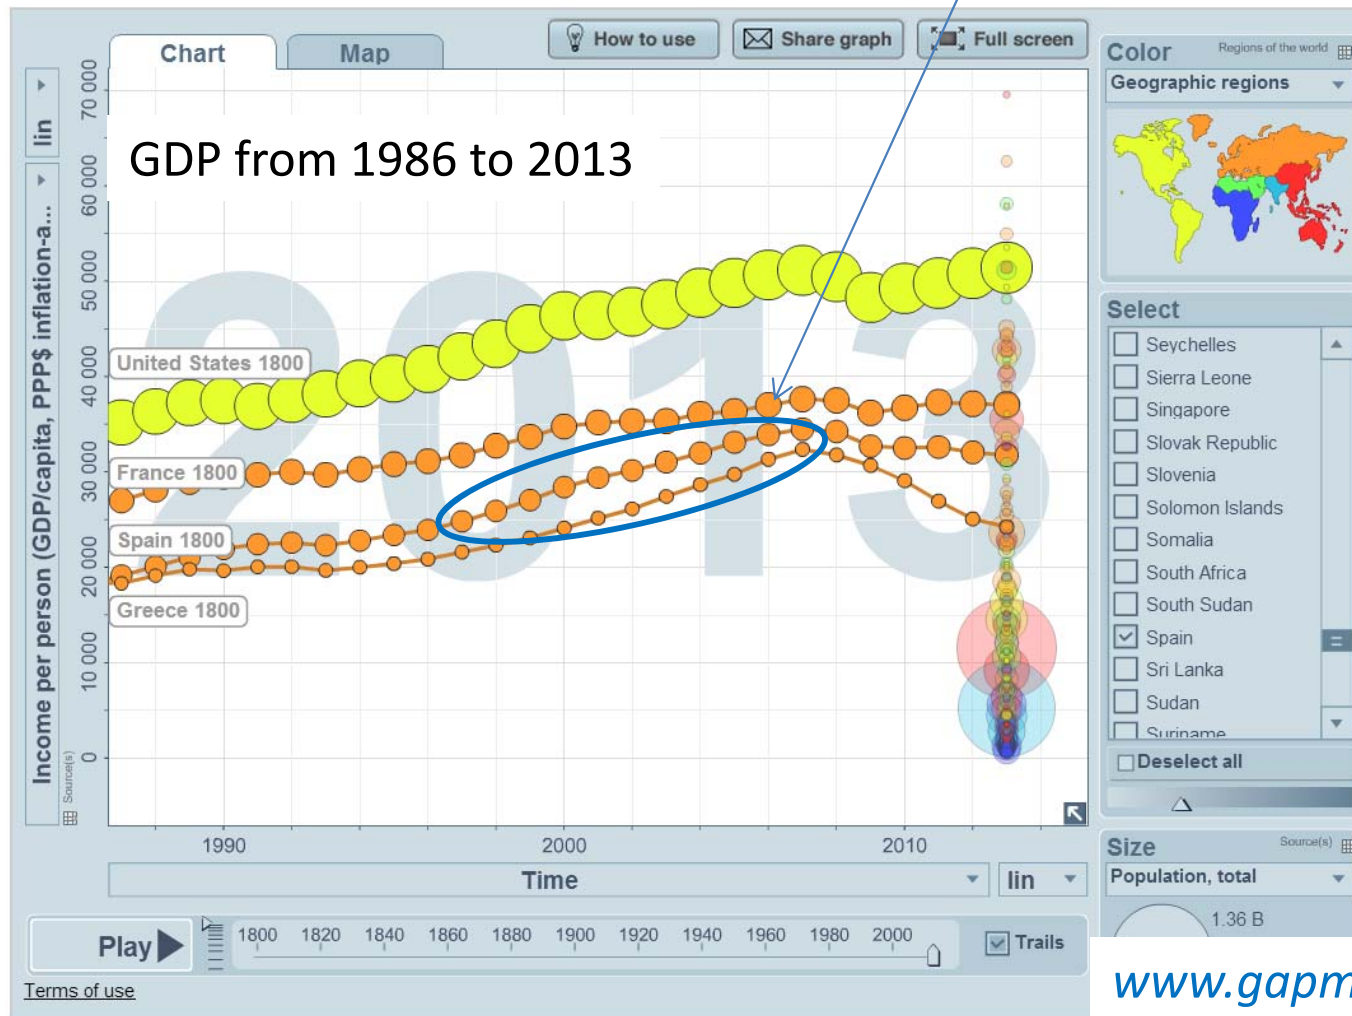 How to use
Share graph
Full screen
Chart
Map
Color
Regions of the world
Geographic regions
lin
Income per person (GDP/capita, PPP$ inflation-a...
Source(s)
70 000
60 000
50 000
40 000
30 000
20 000
10 000
0
GDP from 1986 to 2013
2013
United States 1800
France 1800
Spain 1800
Greece 1800
1990
2000
2010
Time
lin
Select
Seychelles
Sierra Leone
Singapore
Slovak Republic
Slovenia
Solomon Islands
Somalia
South Africa
South Sudan
Spain
Sri Lanka
Sudan
Suriname
Deselect all
Size
Source(s)
Population, total
1.36 B
Play
1800 1820 1840 1860 1880 1900 1920 1940 1960 1980 2000
Trails
Terms of use
www.gapm